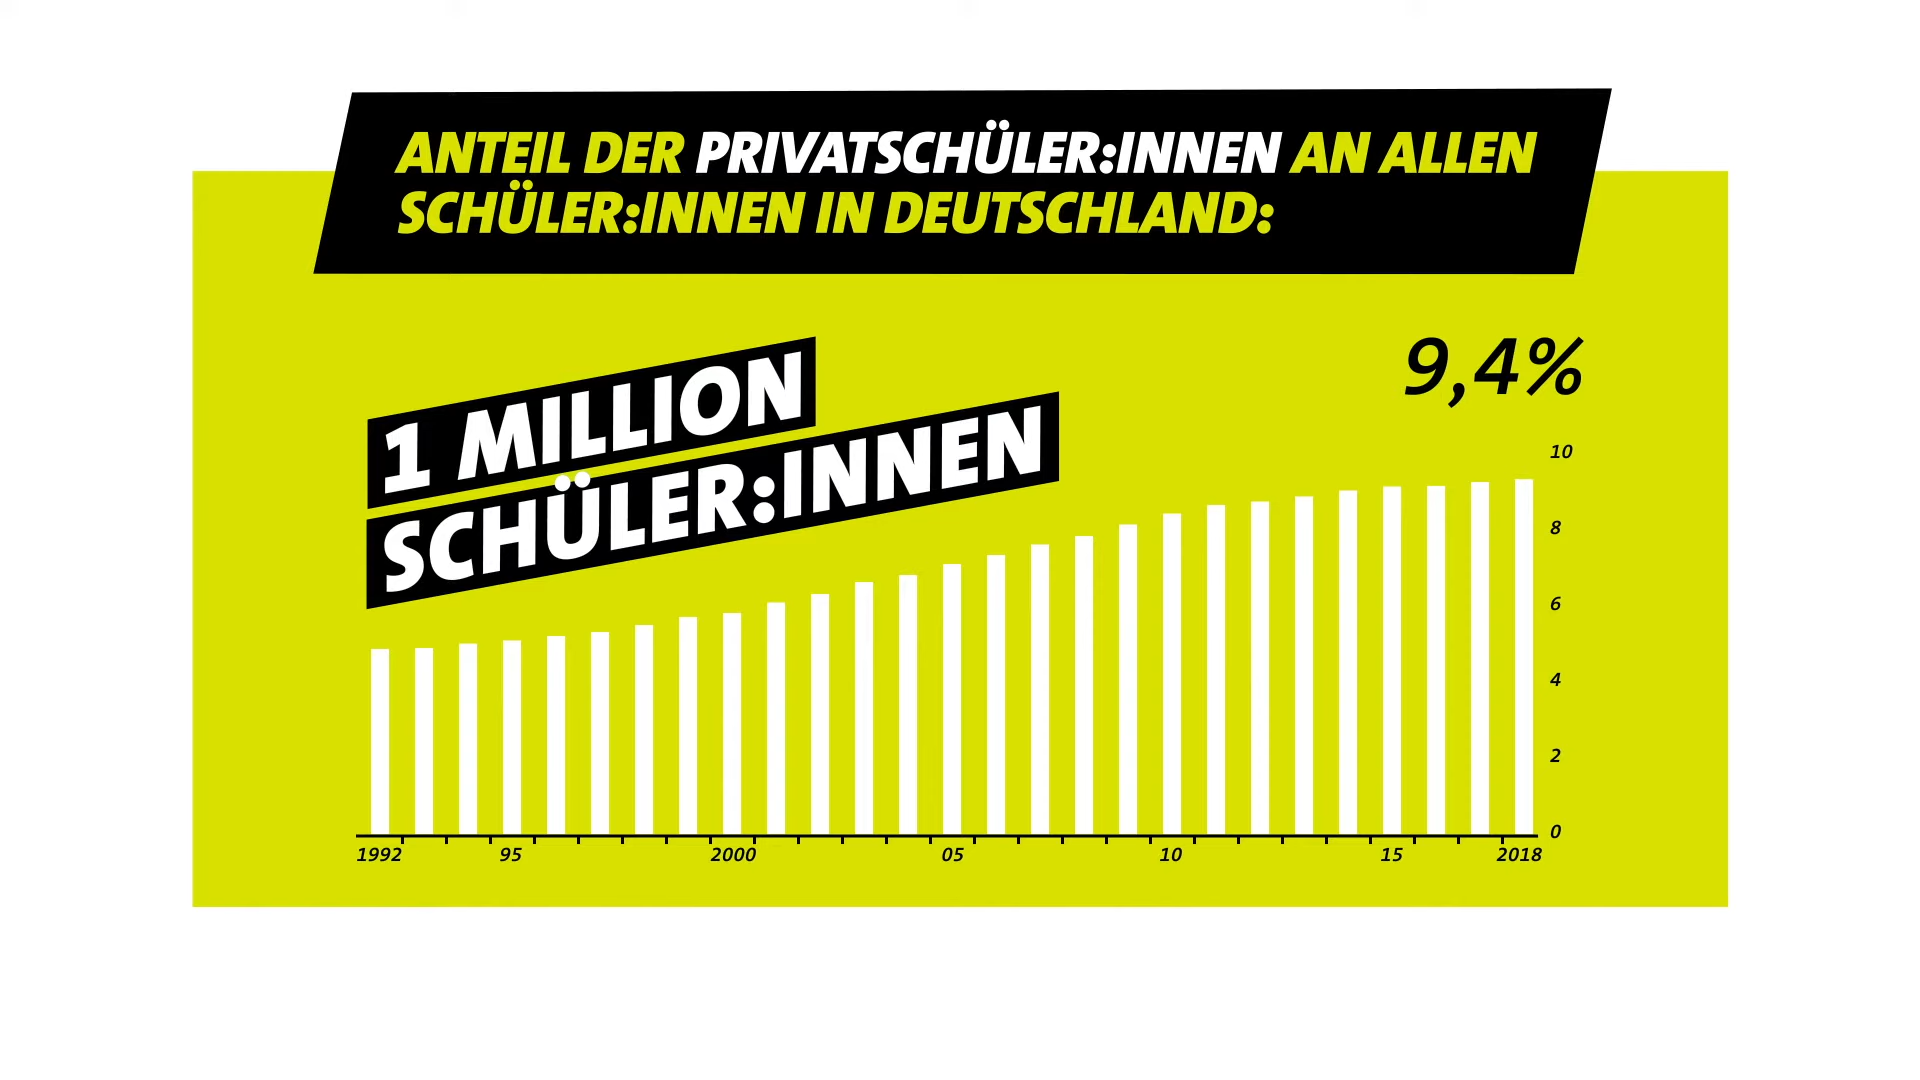 ANTEIL DER PRIVATSCHÜLER:INNEN AN ALLEN
SCHÜLER:INNEN IN DEUTSCHLAND:
9,4%
1 MILLION
SCHÜLER:INNEN
10
8
6
4
2
0
1992 95 2000 05 10 15 2018